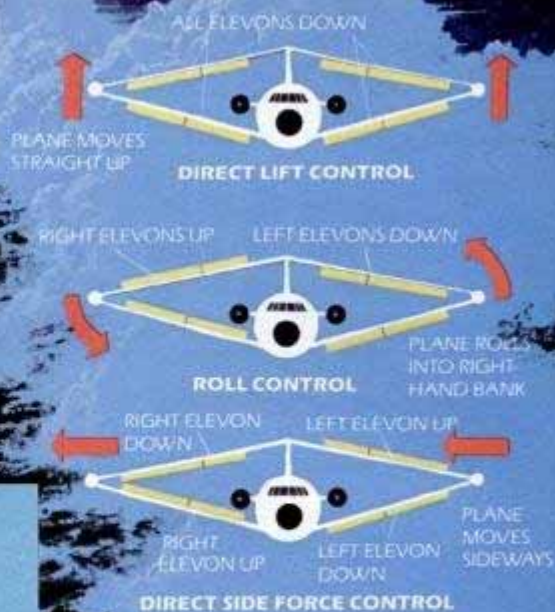 ALL ELEVONS DOWN
PLANE MOVES
STRAIGHT UP
DIRECT LIFT CONTROL
RIGHT ELEVONS UP
LEFT ELEVONS DOWN
PLANE ROLLS
INTO RIGHT
HAND BANK
ROLL CONTROL
RIGHT ELEVON
DOWN
LEFT ELEVON UP
RIGHT
ELEVON UP
LEFT ELEVON
DOWN
PLANE
MOVES
SIDEWAYS
DIRECT SIDE FORCE CONTROL